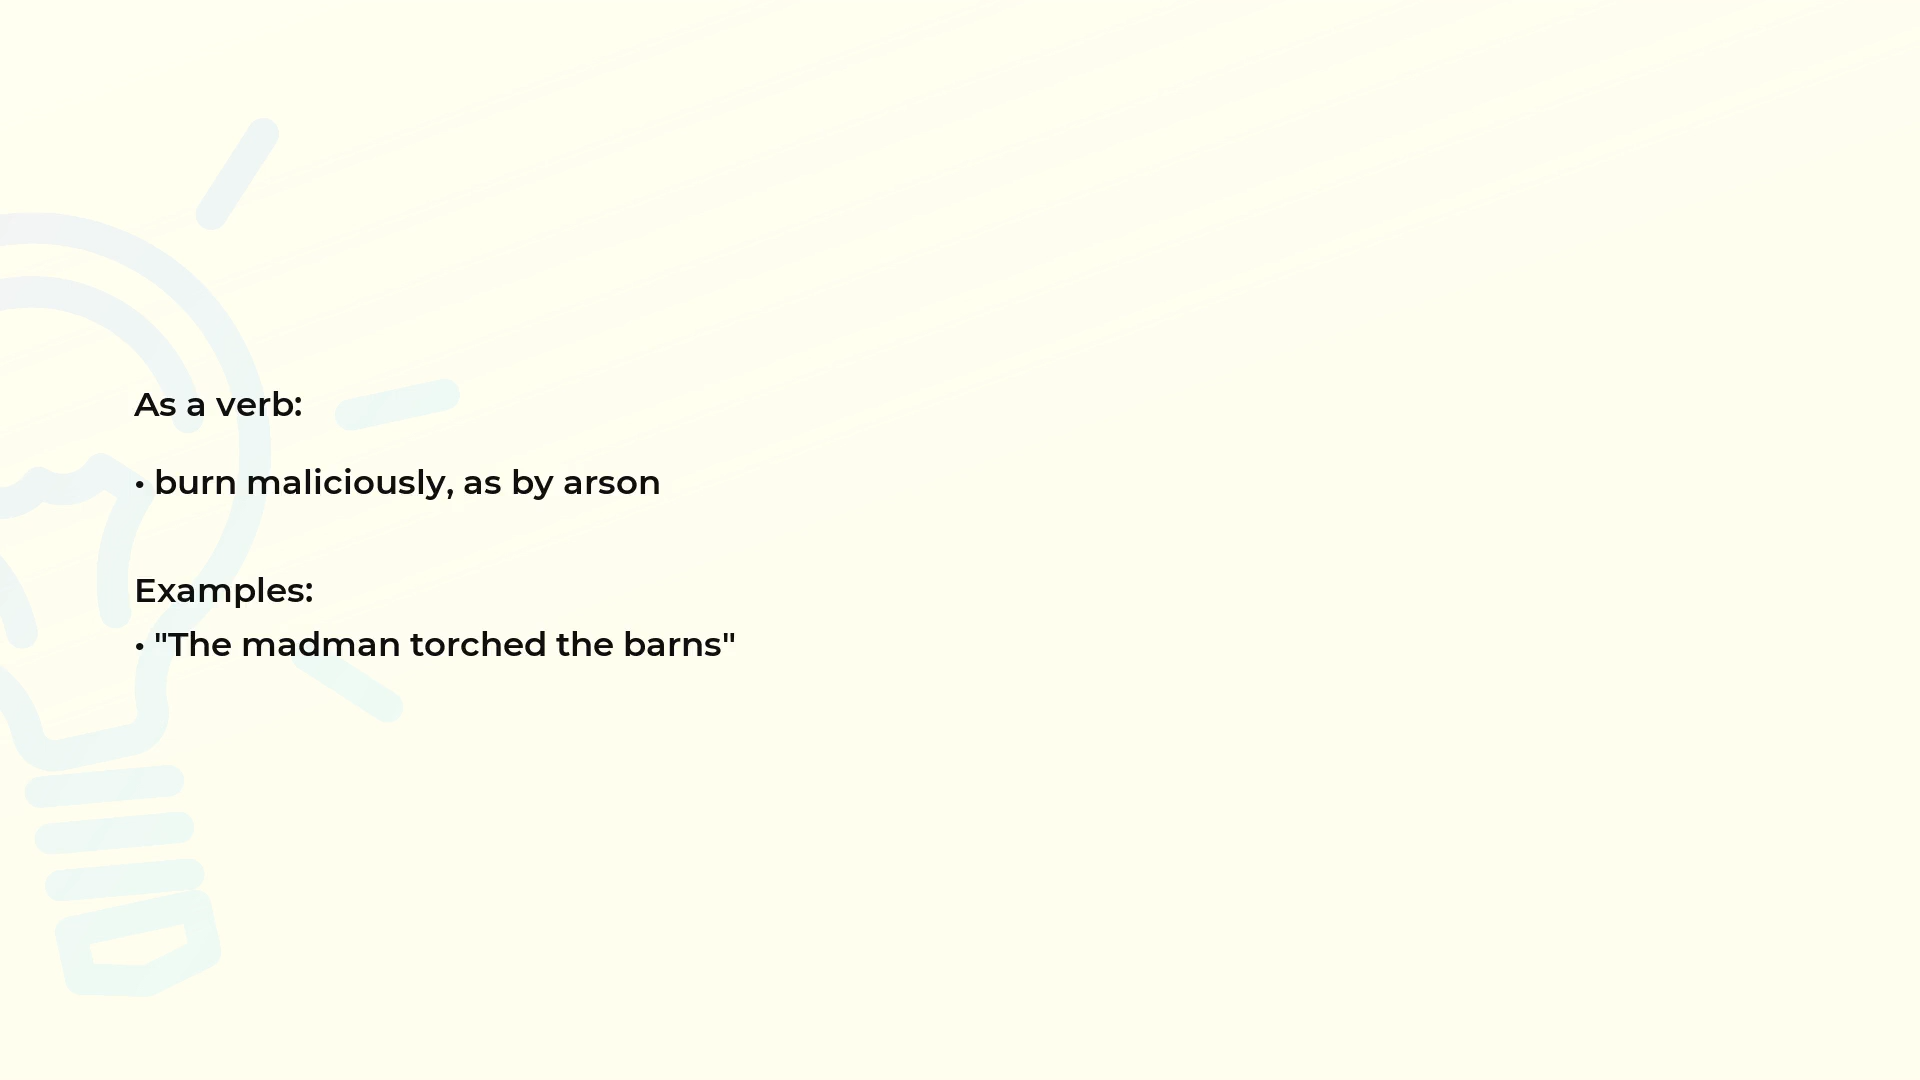 As a verb:
• burn maliciously, as by arson
Examples:
• "The madman torched the barns"